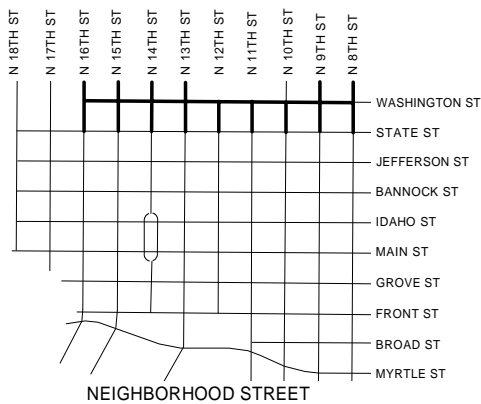 N 18TH ST
N 17TH ST
N 16TH ST
N 15TH ST
N 14TH ST
N 13TH ST
N 12TH ST
N 11TH ST
N 10TH ST
N 9TH ST
N 8TH ST
WASHINGTON ST
STATE ST
JEFFERSON ST
BANNOCK ST
IDAHO ST
MAIN ST
GROVE ST
FRONT ST
BROAD ST
MYRTLE ST
NEIGHBORHOOD STREET